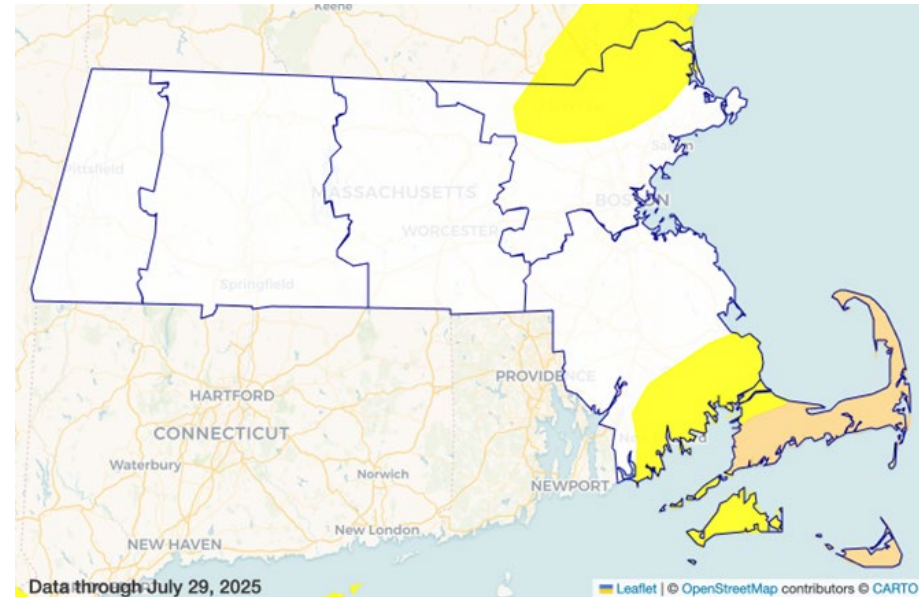 Keene
Pittsfield
MASSACHUSETTS
BOSTON
WORCESTER
Springfield
PROVIDENCE
HARTFORD
CONNECTICUT
Waterbury
Norwich
NEWPORT
New London
NEW HAVEN
Data through July 29, 2025
Leaflet | © OpenStreetMap contributors © CARTO